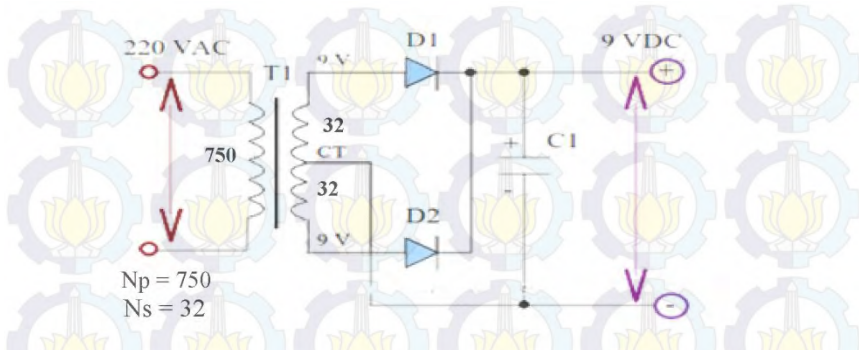 220 VAC
T1
9 V
D1
9 VDC
+
750
32
CT
32
+
C1
-
D2
9 V
-
Np = 750
Ns = 32